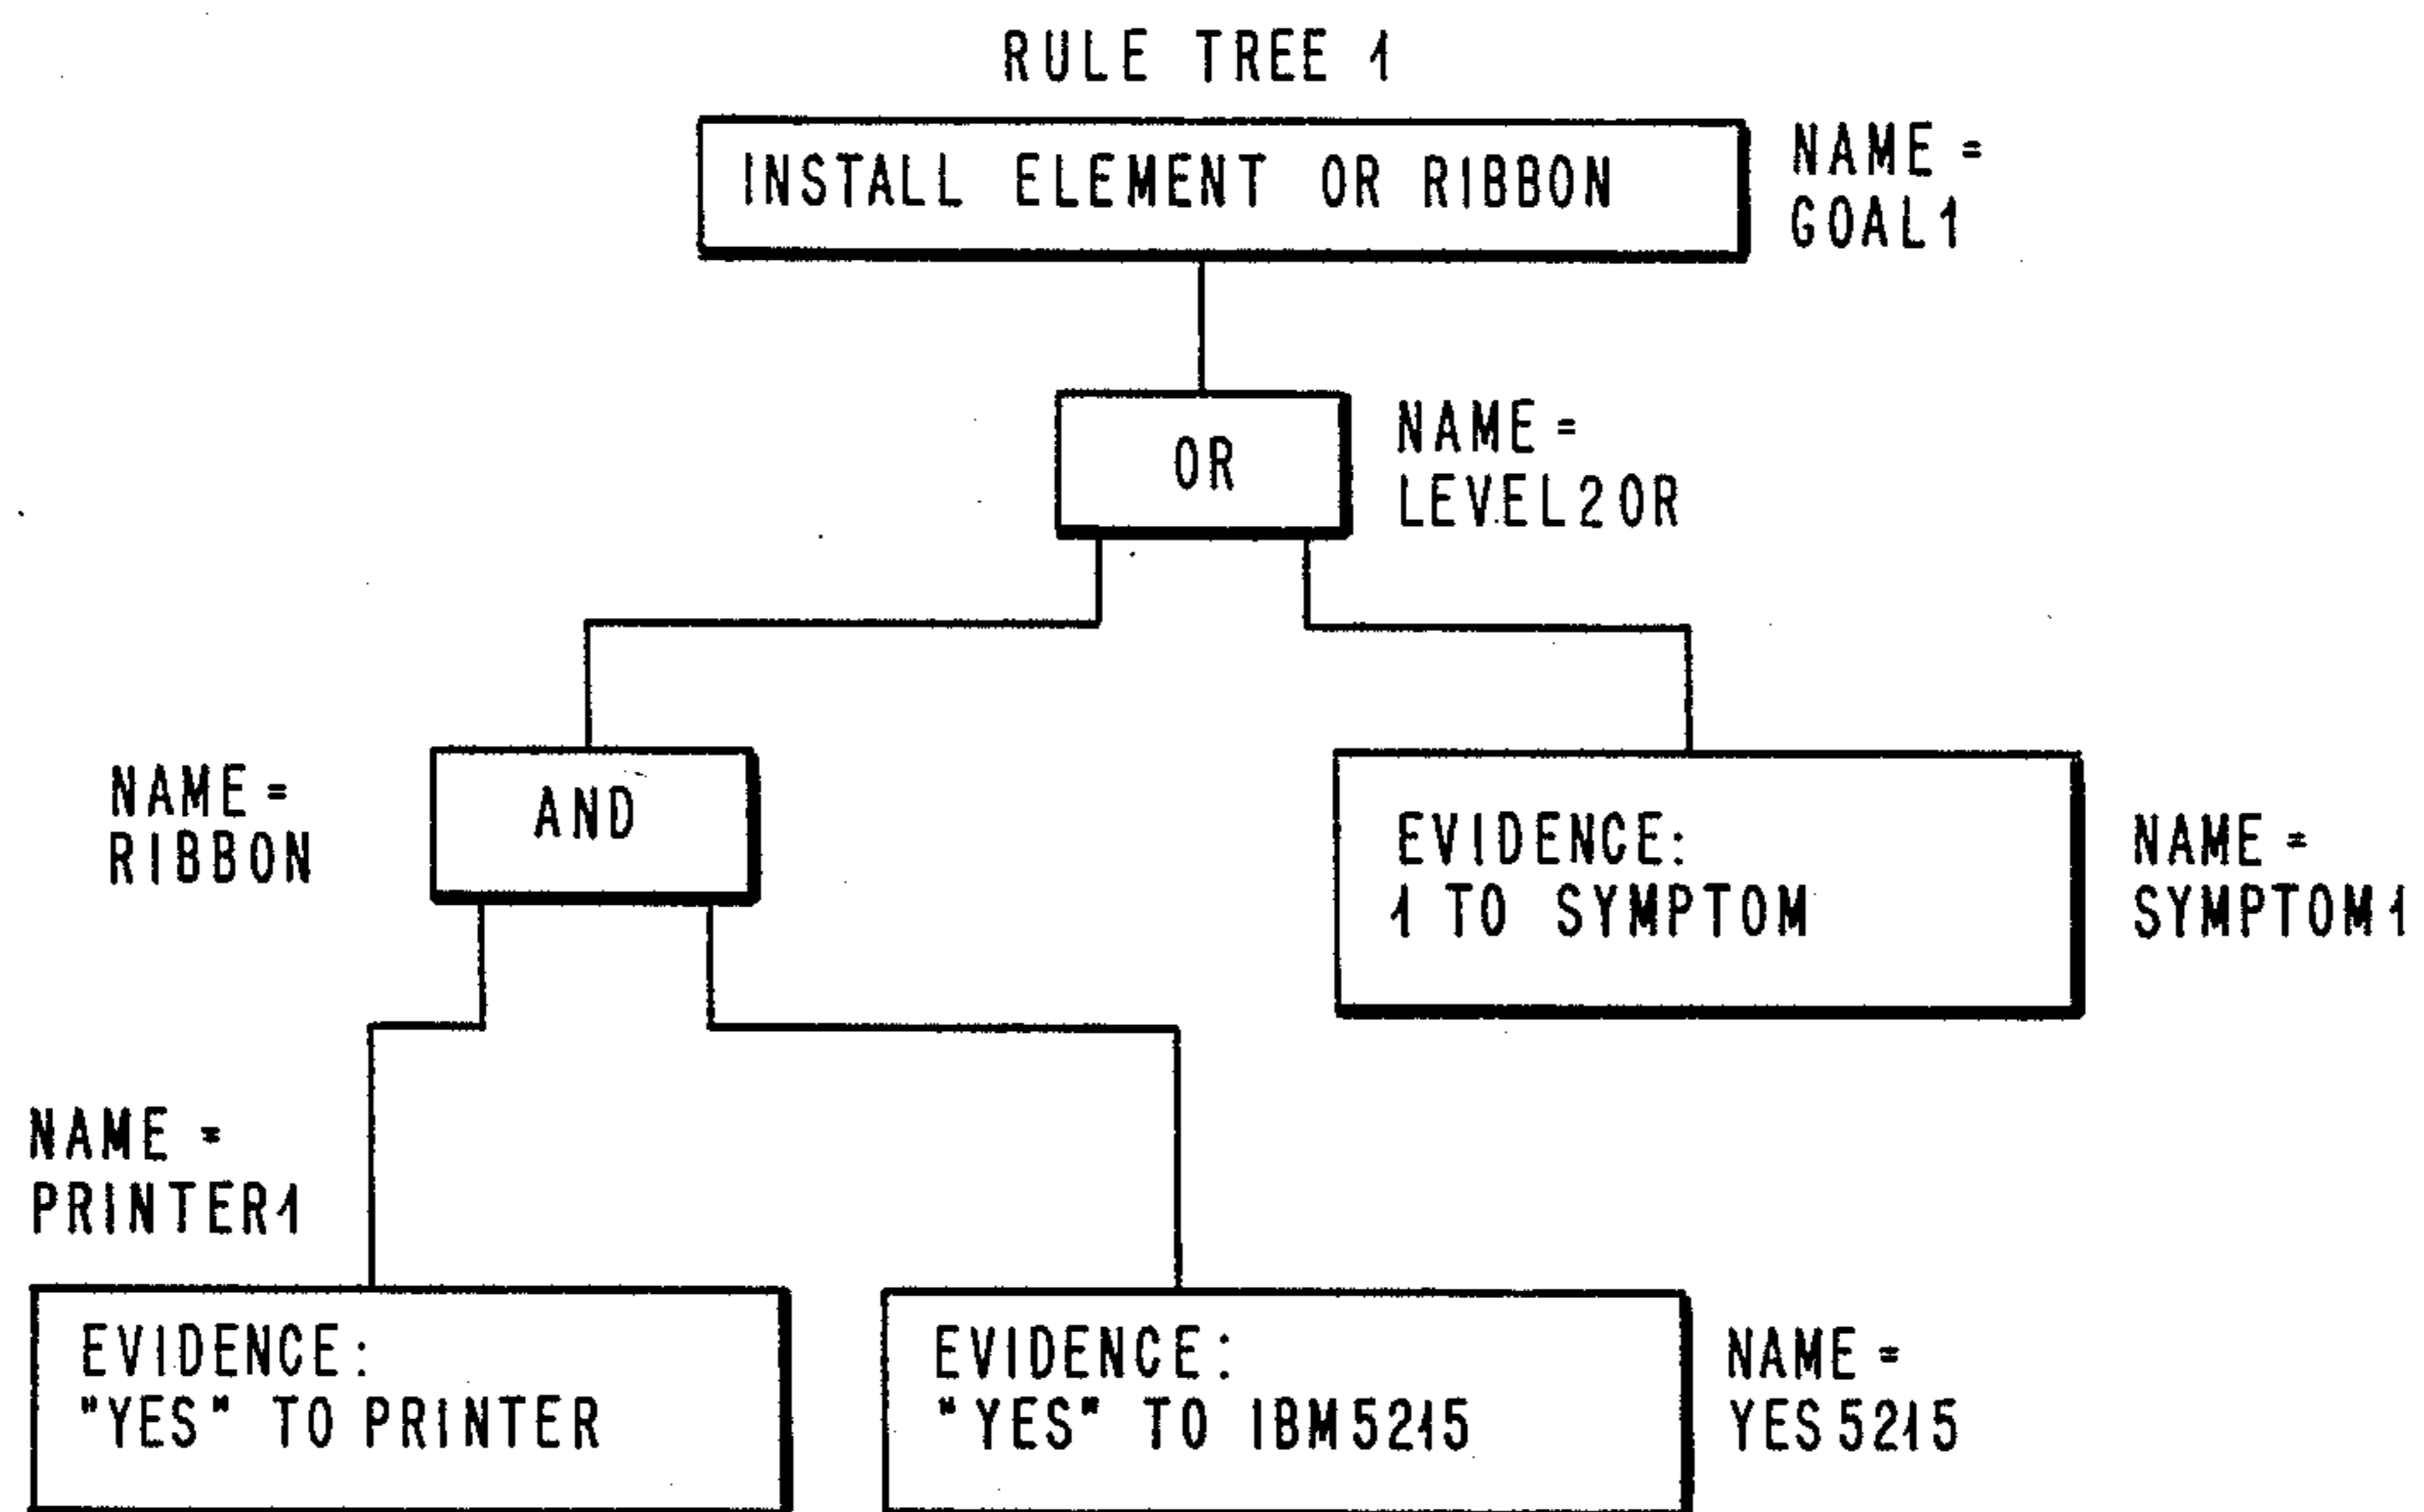 RULE TREE 1
INSTALL ELEMENT OR RIBBON
NAME =
GOAL1
OR
NAME =
LEVEL2OR
NAME =
RIBBON
AND
EVIDENCE:
1 TO SYMPTOM
NAME =
SYMPTOM1
NAME =
PRINTER1
EVIDENCE:
"YES" TO PRINTER
EVIDENCE:
"YES" TO IBM5215
NAME =
YES5215